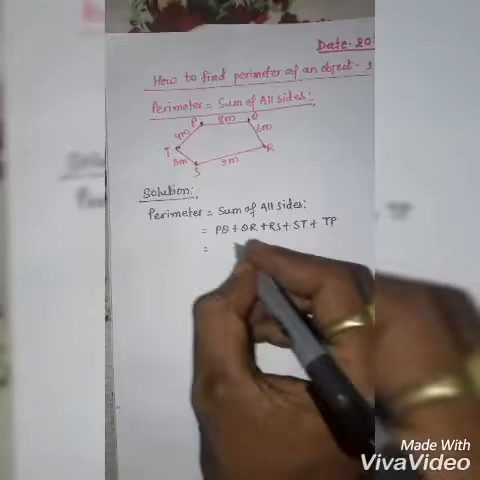 Date-20
How to find perimeter of an object-
Perimeter = Sum of All sides:
P 8m Q
4m 6m
T R
3m 9m
S
Solution:
Perimeter = Sum of All sides:
= PQ + QR + RS + ST + TP
=
Made With
VivaVideo